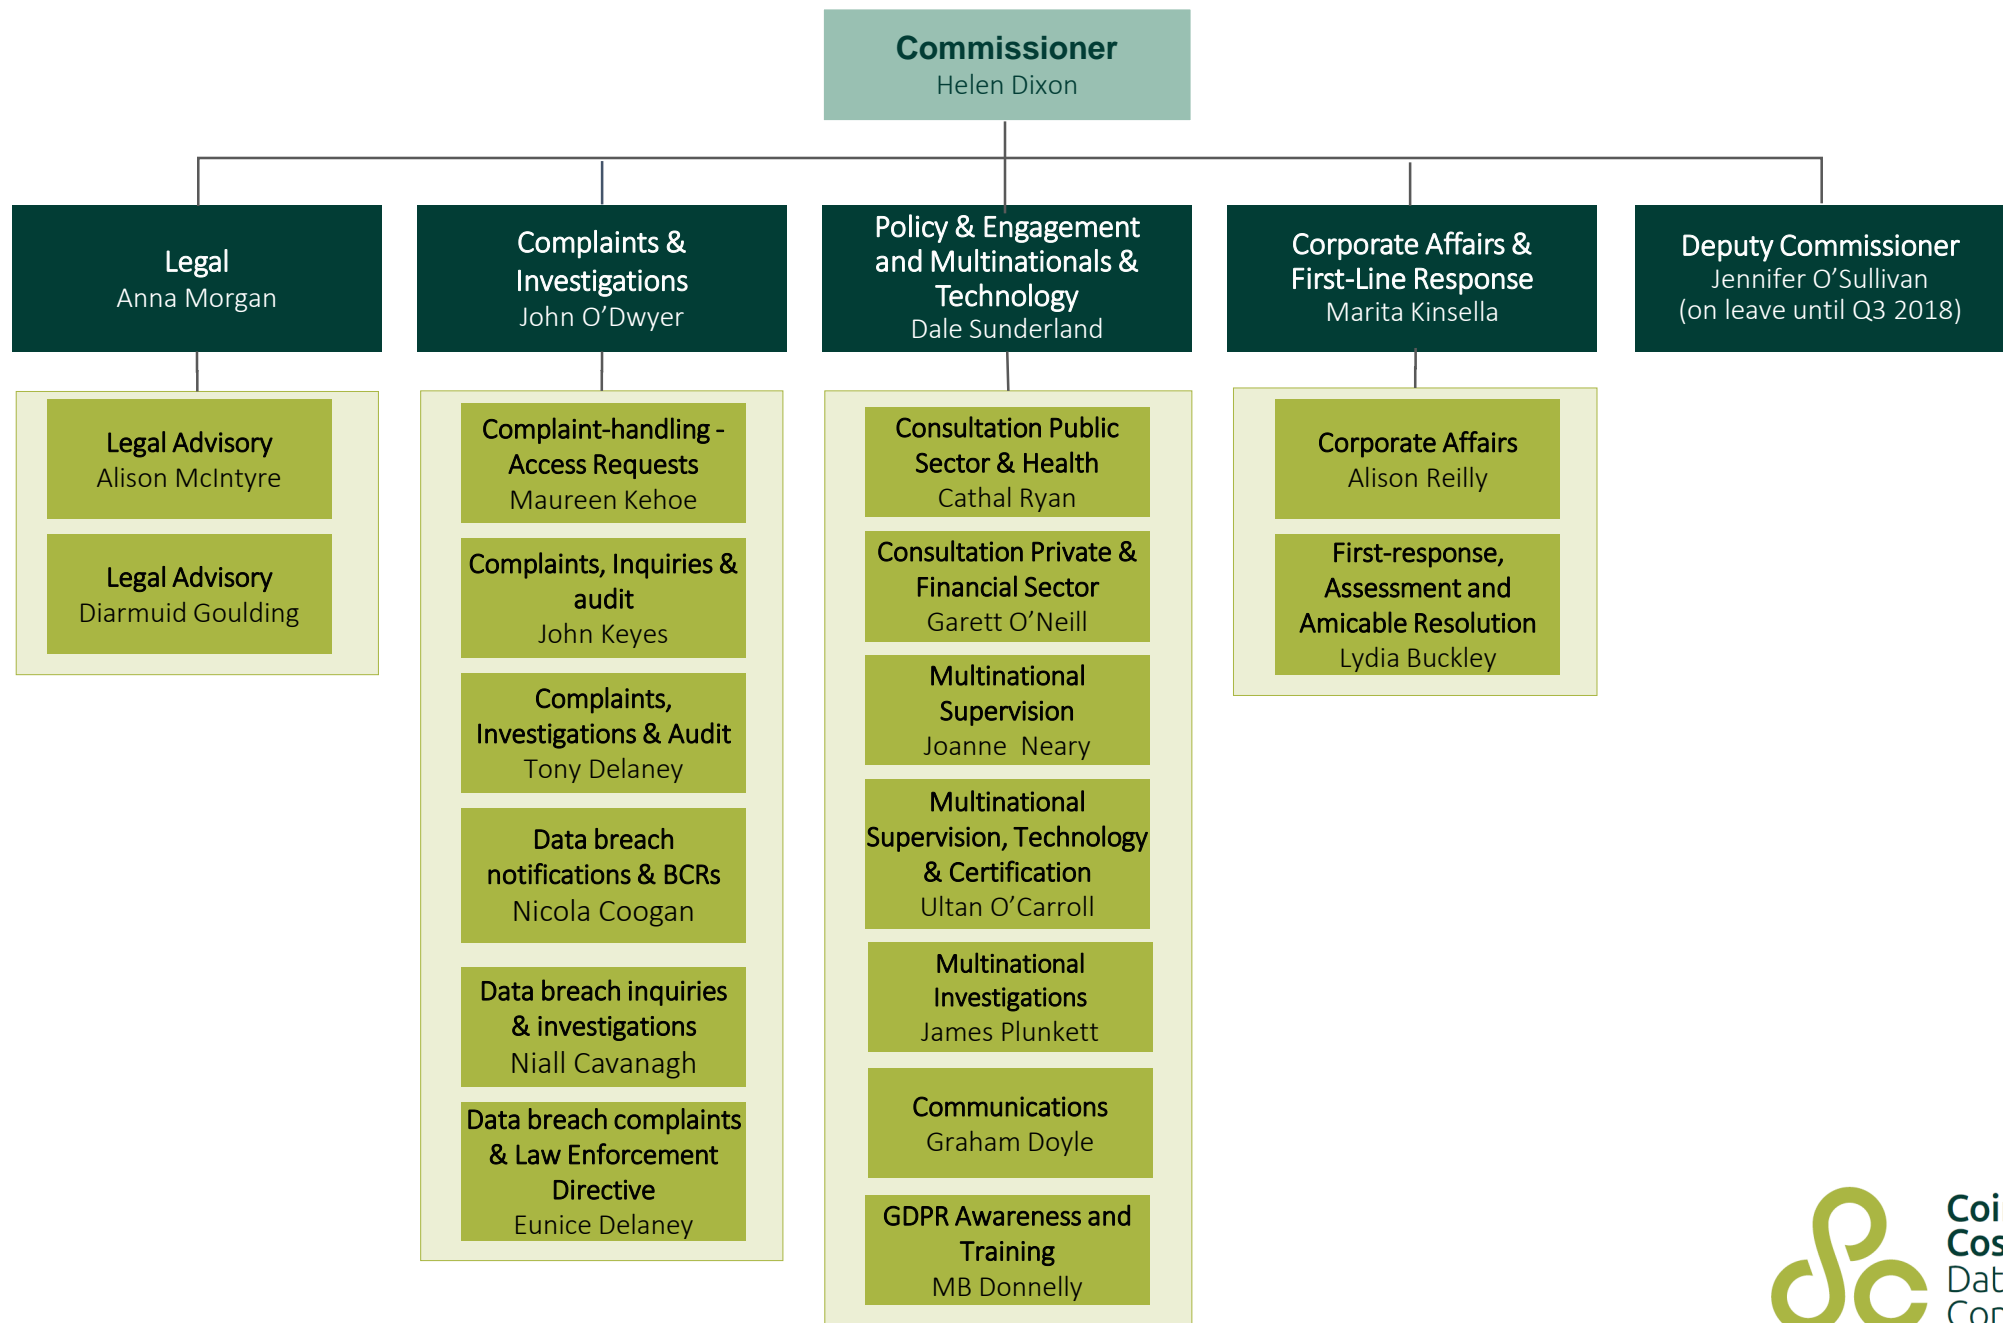 Commissioner
Helen Dixon
Legal
Anna Morgan
Complaints &
Investigations
John O’Dwyer
Policy & Engagement
and Multinationals &
Technology
Dale Sunderland
Corporate Affairs &
First-Line Response
Marita Kinsella
Deputy Commissioner
Jennifer O’Sullivan
(on leave until Q3 2018)
Legal Advisory
Alison McIntyre
Legal Advisory
Diarmuid Goulding
Complaint-handling -
Access Requests
Maureen Kehoe
Complaints, Inquiries &
audit
John Keyes
Complaints,
Investigations & Audit
Tony Delaney
Data breach
notifications & BCRs
Nicola Coogan
Data breach inquiries
& investigations
Niall Cavanagh
Data breach complaints
& Law Enforcement
Directive
Eunice Delaney
Consultation Public
Sector & Health
Cathal Ryan
Consultation Private &
Financial Sector
Garett O’Neill
Multinational
Supervision
Joanne Neary
Multinational
Supervision, Technology
& Certification
Ultan O’Carroll
Multinational
Investigations
James Plunkett
Communications
Graham Doyle
GDPR Awareness and
Training
MB Donnelly
Corporate Affairs
Alison Reilly
First-response,
Assessment and
Amicable Resolution
Lydia Buckley